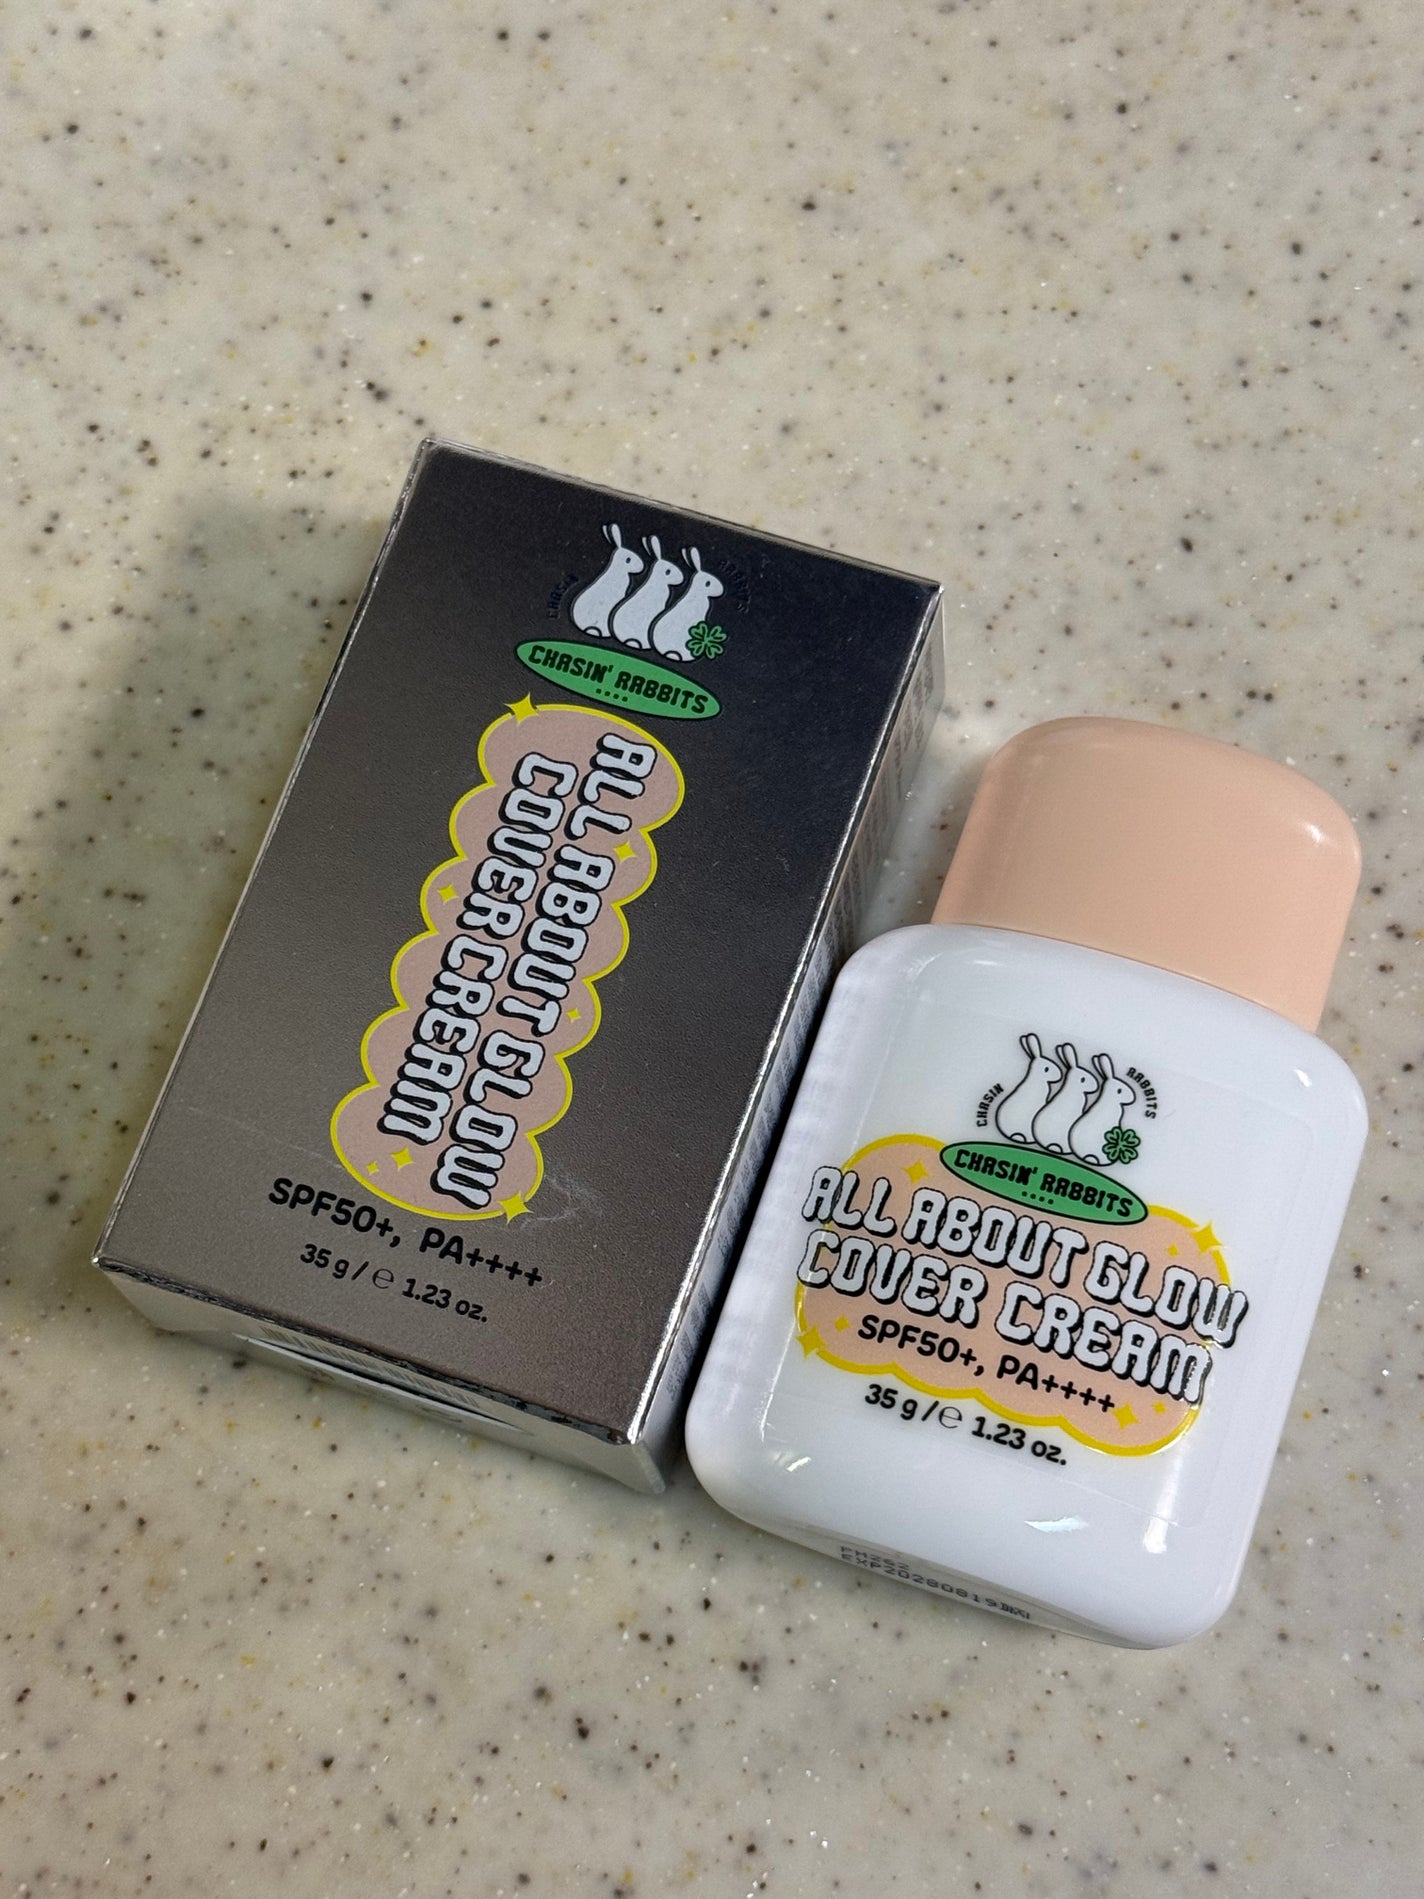 CHASIN
RABBITS
CHASIN' RABBITS
ALL ABOUT GLOW
COVER CREAM
SPF50+, PA++++
35 g / ℮ 1.23 oz.
CHASIN
RABBITS
CHASIN' RABBITS
ALL ABOUT GLOW
COVER CREAM
SPF50+, PA++++
35 g / ℮ 1.23 oz.
EXP20280819